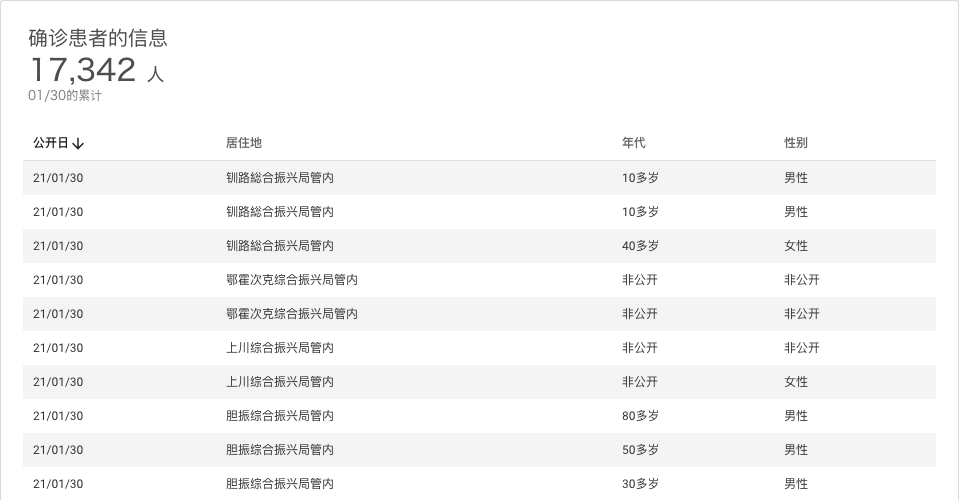 确诊患者的信息
17,342 人
01/30的累计
公开日↓ 居住地 年代 性别
21/01/30 钏路総合振兴局管内 10多岁 男性
21/01/30 钏路総合振兴局管内 10多岁 男性
21/01/30 钏路総合振兴局管内 40多岁 女性
21/01/30 鄂霍次克综合振兴局管内 非公开 非公开
21/01/30 鄂霍次克综合振兴局管内 非公开 非公开
21/01/30 上川综合振兴局管内 非公开 非公开
21/01/30 上川综合振兴局管内 非公开 女性
21/01/30 胆振综合振兴局管内 80多岁 男性
21/01/30 胆振综合振兴局管内 50多岁 男性
21/01/30 胆振综合振兴局管内 30多岁 男性